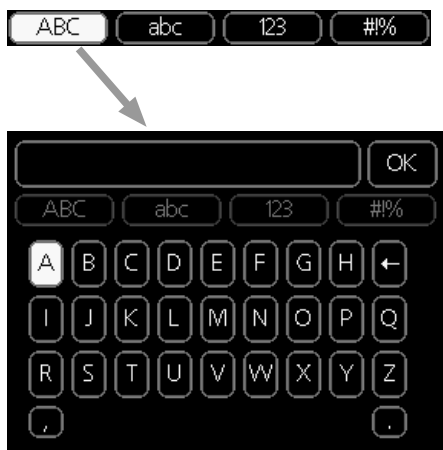 ABC abc 123 #!%
OK
ABC abc 123 #!%
A B C D E F G H ←
I J K L M N O P Q
R S T U V W X Y Z
, .